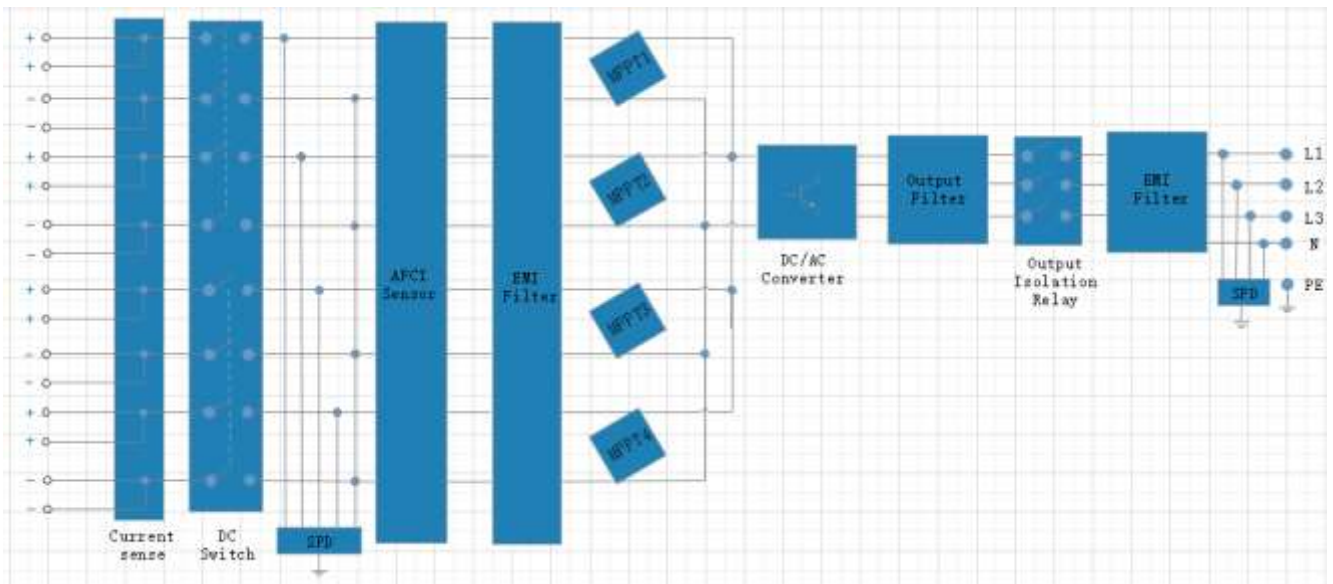 +
+
-
-
+
+
-
-
+
+
-
-
+
+
-
-
Current
sense
DC
Switch
SPD
AFCI
Sensor
EMI
Filter
MPPT1
MPPT2
MPPT3
MPPT4
DC/AC
Converter
Output
Filter
Output
Isolation
Relay
EMI
Filter
SPD
L1
L2
L3
N
PE